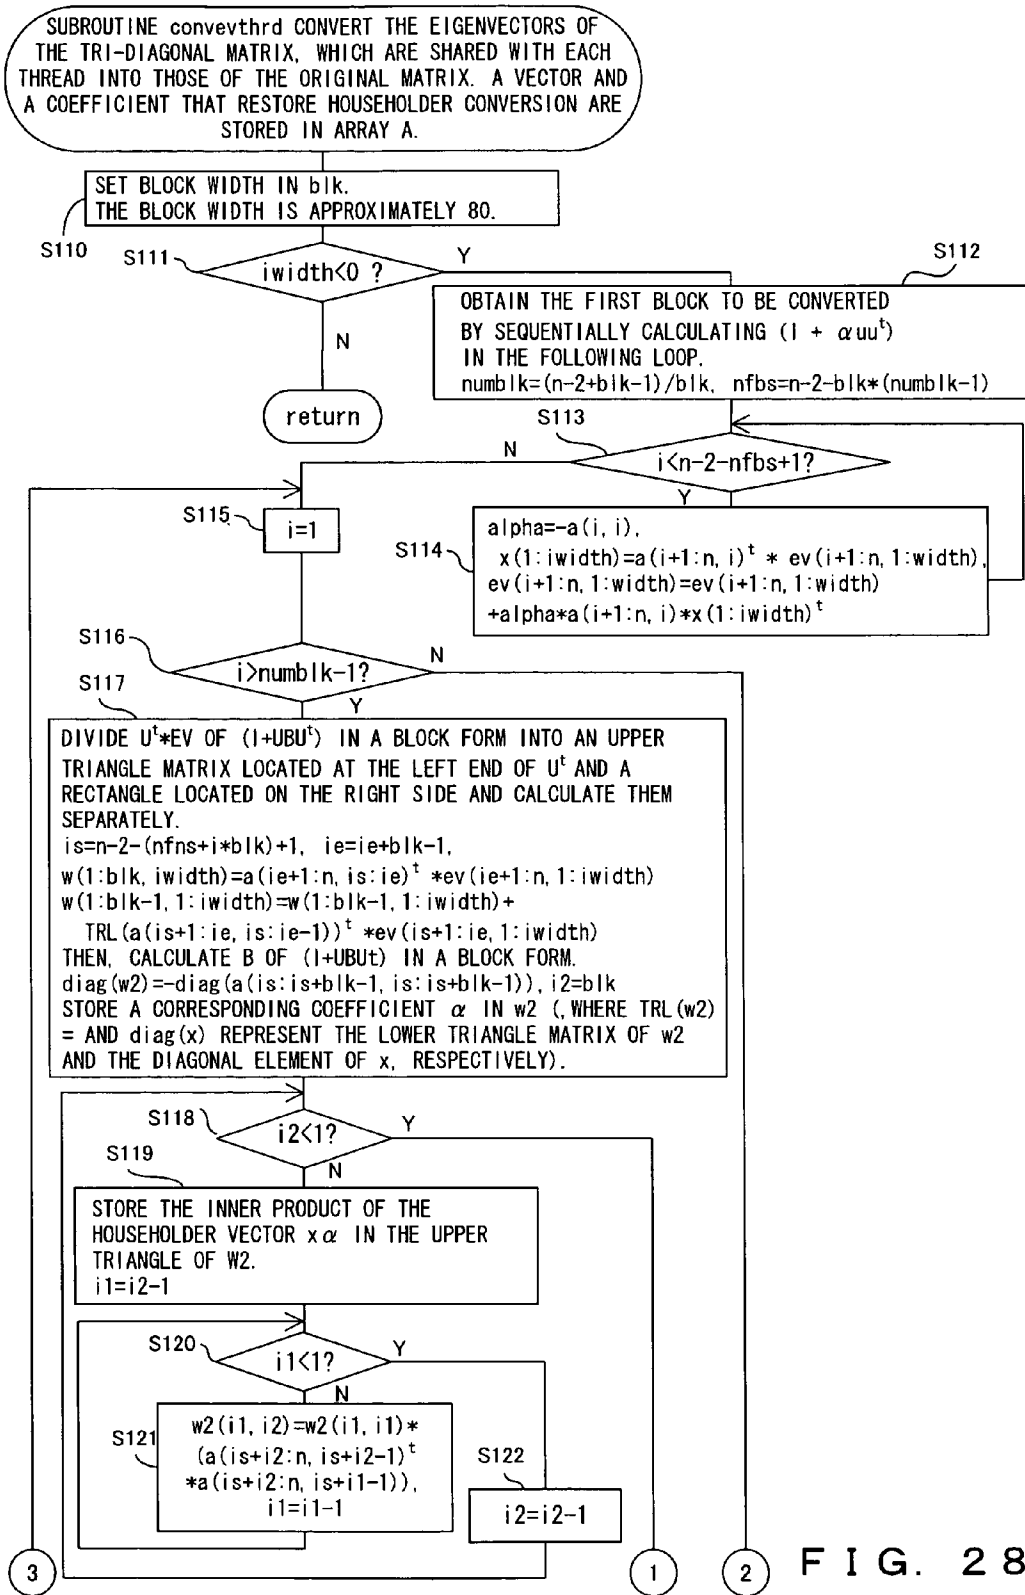 SUBROUTINE convevthrd CONVERT THE EIGENVECTORS
OF THE TRI-DIAGONAL MATRIX, WHICH ARE SHARED WITH EACH
THREAD INTO THOSE OF THE ORIGINAL MATRIX. A VECTOR AND
A COEFFICIENT THAT RESTORE HOUSEHOLDER CONVERSION ARE
STORED IN ARRAY A.
SET BLOCK WIDTH IN blk.
THE BLOCK WIDTH IS APPROXIMATELY 80.
S110
S111
iwidth<0 ?
Y
N
return
S112
OBTAIN THE FIRST BLOCK TO BE CONVERTED
BY SEQUENTIALLY CALCULATING (I + αuuᵗ)
IN THE FOLLOWING LOOP.
numblk=(n-2+blk-1)/blk, nfbs=n-2-blk*(numblk-1)
S113
i<n-2-nfbs+1?
N
Y
S114
alpha=-a(i, i),
x(1:iwidth)=a(i+1:n, i)ᵗ * ev(i+1:n, 1:width),
ev(i+1:n, 1:width)=ev(i+1:n, 1:width)
+alpha*a(i+1:n, i)*x(1:iwidth)ᵗ
S115
i=1
S116
i>numblk-1?
N
Y
S117
DIVIDE Uᵗ*EV OF (I+UBUᵗ) IN A BLOCK FORM INTO AN UPPER
TRIANGLE MATRIX LOCATED AT THE LEFT END OF Uᵗ AND A
RECTANGLE LOCATED ON THE RIGHT SIDE AND CALCULATE THEM
SEPARATELY.
is=n-2-(nfns+i*blk)+1, ie=ie+blk-1,
w(1:blk, iwidth)=a(ie+1:n, is:ie)ᵗ *ev(ie+1:n, 1:iwidth)
w(1:blk-1, 1:iwidth)=w(1:blk-1, 1:iwidth)+
TRL(a(is+1:ie, is:ie-1))ᵗ *ev(is+1:ie, 1:iwidth)
THEN, CALCULATE B OF (I+UBUt) IN A BLOCK FORM.
diag(w2)=-diag(a(is:is+blk-1, is:is+blk-1)), i2=blk
STORE A CORRESPONDING COEFFICIENT α IN w2 (,WHERE TRL(w2)
= AND diag(x) REPRESENT THE LOWER TRIANGLE MATRIX OF w2
AND THE DIAGONAL ELEMENT OF x, RESPECTIVELY).
S118
i2<1?
Y
N
S119
STORE THE INNER PRODUCT OF THE
HOUSEHOLDER VECTOR xα IN THE UPPER
TRIANGLE OF W2.
i1=i2-1
S120
i1<1?
Y
N
S121
w2(i1, i2)=w2(i1, i1)*
(a(is+i2:n, is+i2-1)ᵗ
*a(is+i2:n, is+i1-1)),
i1=i1-1
S122
i2=i2-1
3
1
2
FIG. 28